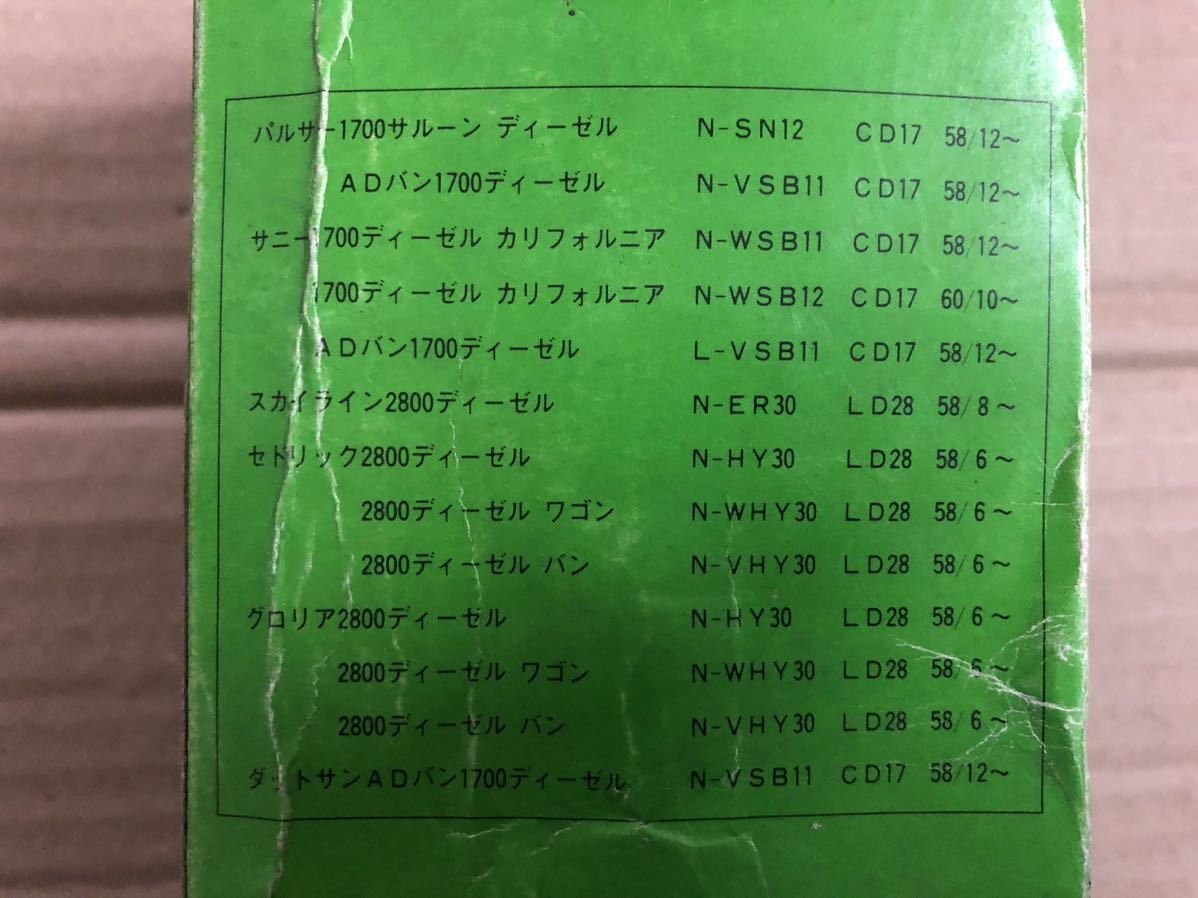 パルサー1700サルーン ディーゼル N-SN12 CD17 58/12～
ADバン1700ディーゼル N-VSB11 CD17 58/12～
サニー1700ディーゼル カリフォルニア N-WSB11 CD17 58/12～
1700ディーゼル カリフォルニア N-WSB12 CD17 60/10～
ADバン1700ディーゼル L-VSB11 CD17 58/12～
スカイライン2800ディーゼル N-ER30 LD28 58/8～
セドリック2800ディーゼル N-HY30 LD28 58/6～
2800ディーゼル ワゴン N-WHY30 LD28 58/6～
2800ディーゼル バン N-VHY30 LD28 58/6～
グロリア2800ディーゼル N-HY30 LD28 58/6～
2800ディーゼル ワゴン N-WHY30 LD28 58/6～
2800ディーゼル バン N-VHY30 LD28 58/6～
ダットサンADバン1700ディーゼル N-VSB11 CD17 58/12～